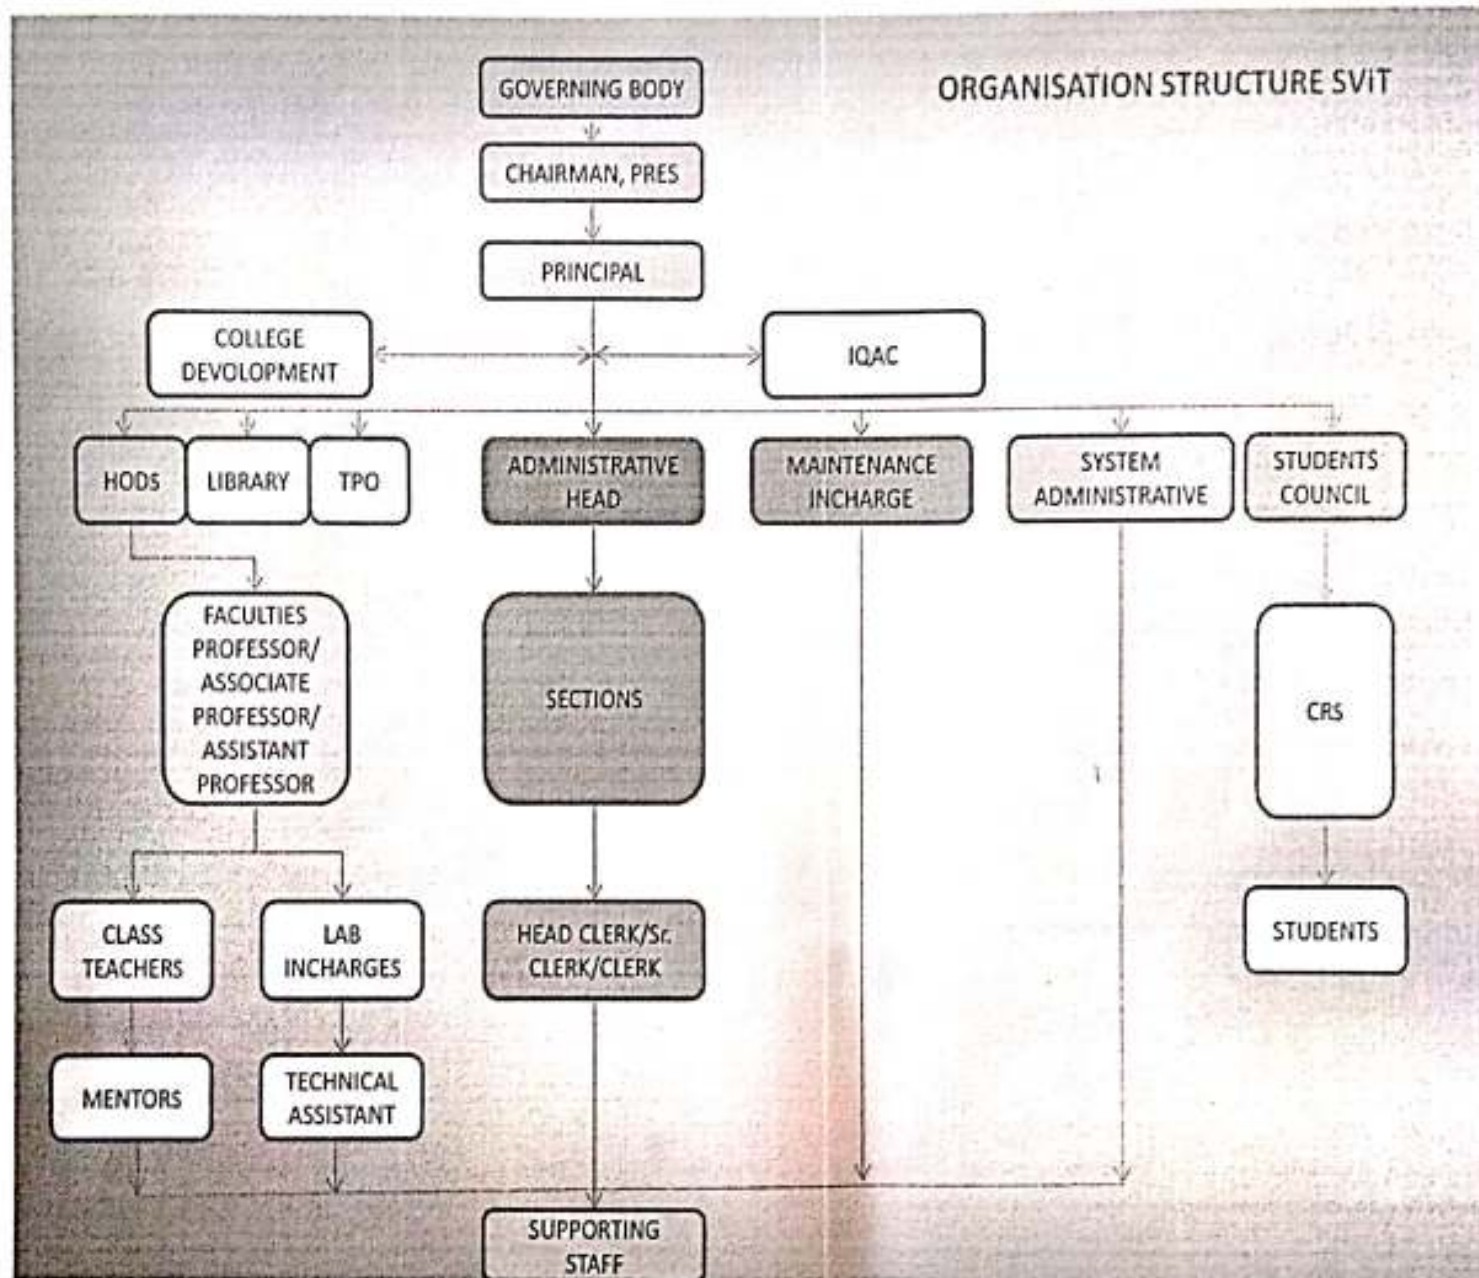 ORGANISATION STRUCTURE SViT
GOVERNING BODY
CHAIRMAN, PRES
PRINCIPAL
COLLEGE
DEVOLOPMENT
IQAC
HODs
LIBRARY
TPO
ADMINISTRATIVE
HEAD
MAINTENANCE
INCHARGE
SYSTEM
ADMINISTRATIVE
STUDENTS
COUNCIL
FACULTIES
PROFESSOR/
ASSOCIATE
PROFESSOR/
ASSISTANT
PROFESSOR
SECTIONS
CRS
CLASS
TEACHERS
LAB
INCHARGES
HEAD CLERK/Sr.
CLERK/CLERK
STUDENTS
MENTORS
TECHNICAL
ASSISTANT
SUPPORTING
STAFF